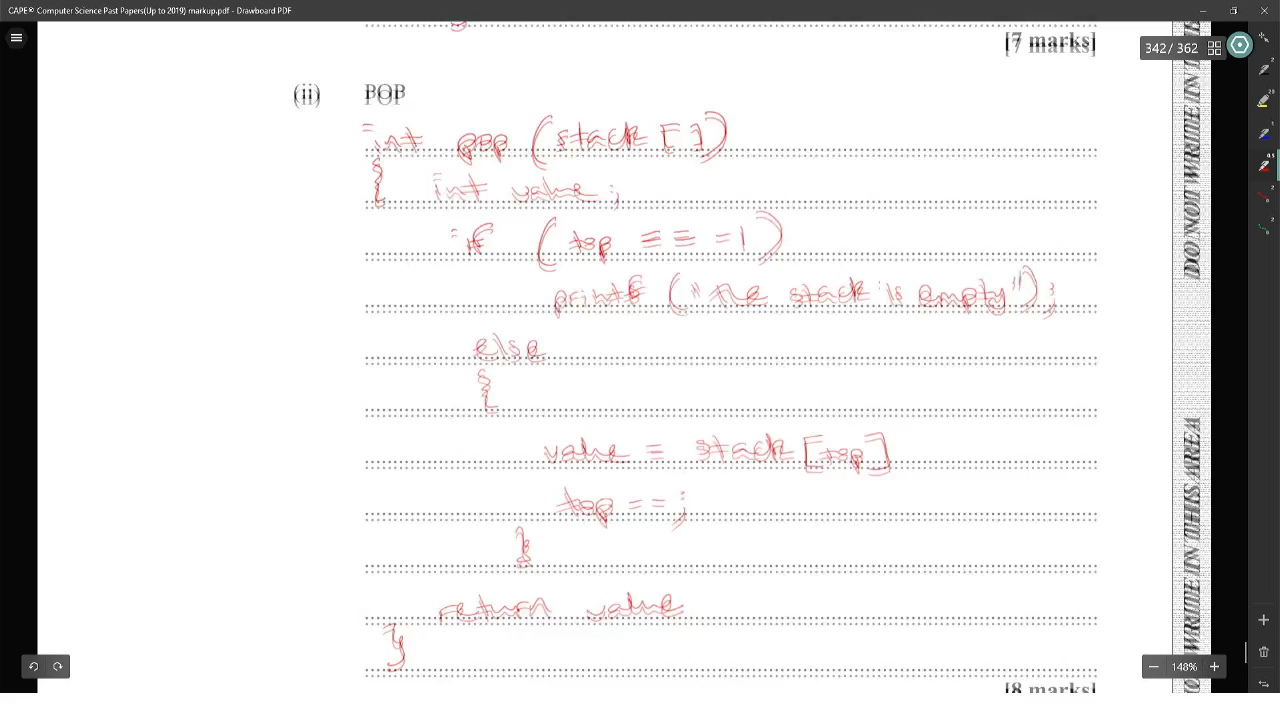 CAPE® Computer Science Past Papers(Up to 2019) markup.pdf - Drawboard PDF
[7 marks]
342 / 362
(ii) POP
int pop (stack [])
{ int value ;
if (top == -1)
printf ("the stack is empty") ;
else
{
value = stack [top]
top -- ;
}
return value
}
148%
[8 marks
DO NOT WRITE IN THIS AREA